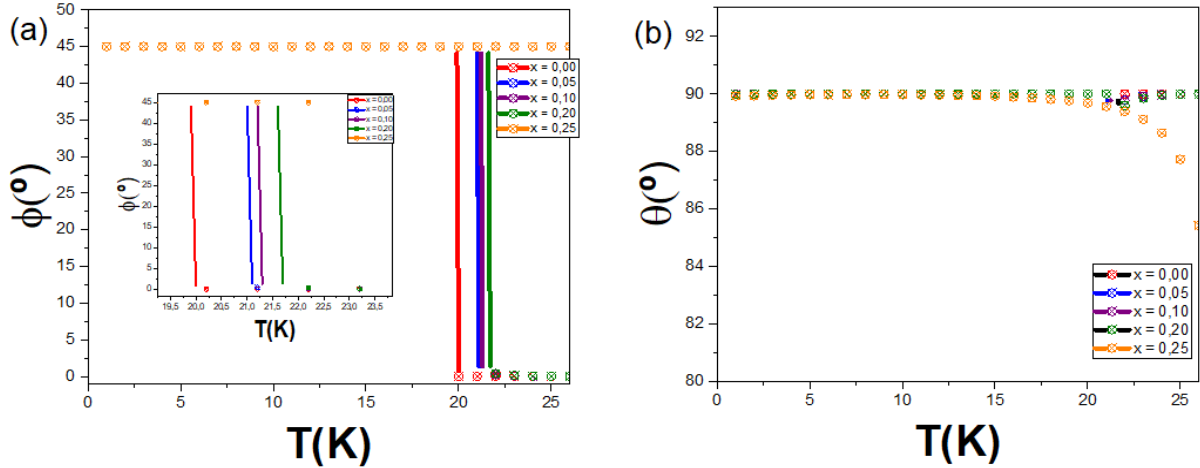 (a)
50
45
40
35
30
25
20
15
10
5
0
ϕ(º)
0 5 10 15 20 25
T(K)
x = 0,00
x = 0,05
x = 0,10
x = 0,20
x = 0,25
45
40
35
30
25
20
15
10
5
0
ϕ(º)
19,5 20,0 20,5 21,0 21,5 22,0 22,5 23,0 23,5
T(K)
x = 0,00
x = 0,05
x = 0,10
x = 0,20
x = 0,25
(b)
92
90
88
86
84
82
80
θ(º)
0 5 10 15 20 25
T(K)
x = 0,00
x = 0,05
x = 0,10
x = 0,20
x = 0,25